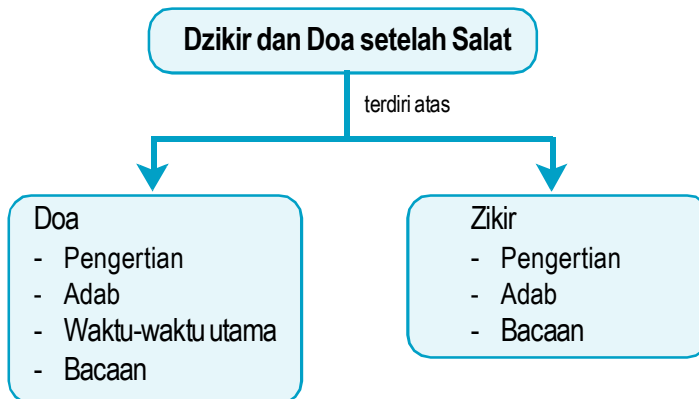 Dzikir dan Doa setelah Salat
terdiri atas
Doa
- Pengertian
- Adab
- Waktu-waktu utama
- Bacaan
Zikir
- Pengertian
- Adab
- Bacaan